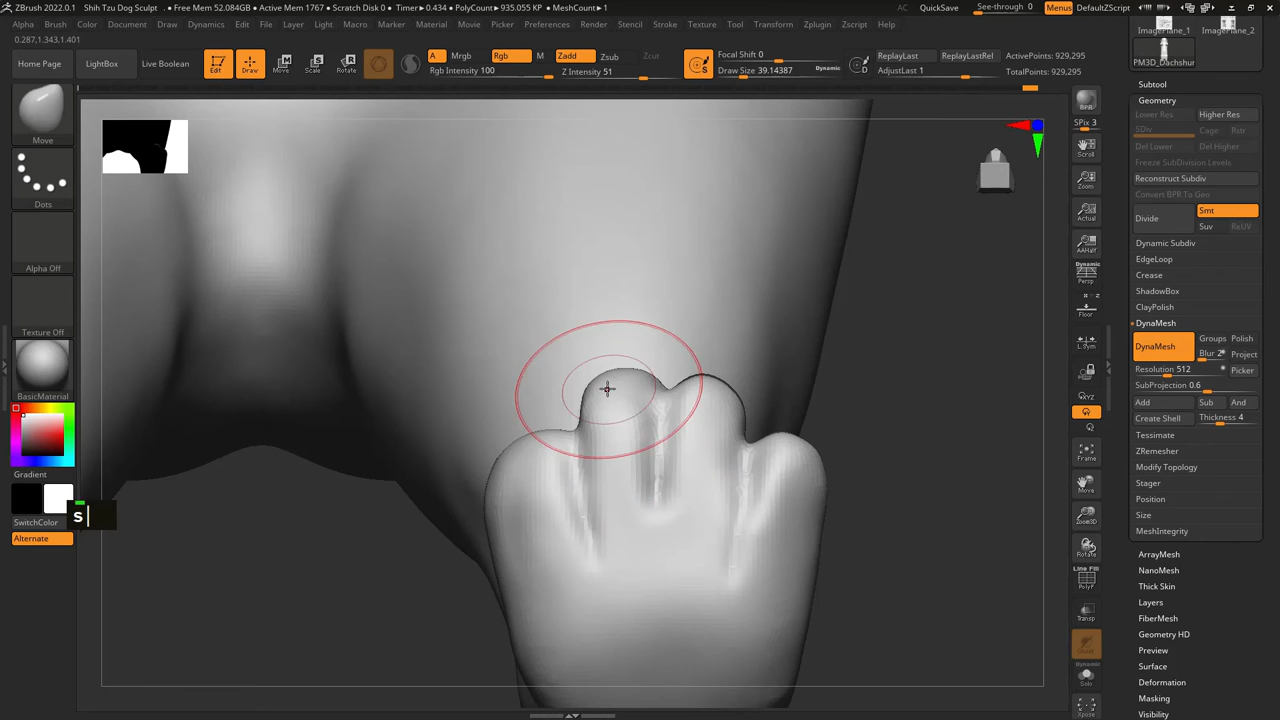 ZBrush 2022.0.1 Shih Tzu Dog Sculpt • Free Mem 52.084GB • Active Mem 1767 • Scratch Disk 0 • Timer▸0.434 • PolyCount▸935.055 KP • MeshCount▸1
AC QuickSave See-through 0 Menus DefaultZScript
Alpha Brush Color Document Draw Dynamics Edit File Layer Light Macro Marker Material Movie Picker Preferences Render Stencil Stroke Texture Tool Transform Zplugin Zscript Help
0.287,1.343,1.401
Home Page
LightBox
Live Boolean
Edit
Draw
Move
Scale
Rotate
A Mrgb Rgb M Zadd Zsub Zcut
Rgb Intensity 100
Z Intensity 51
Focal Shift 0
Draw Size 39.14387 Dynamic
S
D
ReplayLast ReplayLastRel
AdjustLast 1
ActivePoints: 929,295
TotalPoints: 929,295
Move
Dots
Alpha Off
Texture Off
BasicMaterial
Gradient
SwitchColor
Alternate
s
BPR
SPix 3
Scroll
Zoom
Actual
AAHalf
Dynamic
Persp
Floor
L.Sym
XYZ
Y
Frame
Move
Zoom3D
Rotate
Line Fill
PolyF
Transp
Dynamic
Solo
Xpose
ImagePlane_1 ImagePlane_2
PM3D_Dachshur
Subtool
Geometry
Lower Res Higher Res
SDiv Cage Rstr
Del Lower Del Higher
Freeze SubDivision Levels
Reconstruct Subdiv
Convert BPR To Geo
Divide Smt
Suv ReUV
Dynamic Subdiv
EdgeLoop
Crease
ShadowBox
ClayPolish
DynaMesh
DynaMesh Groups Polish
Blur 2 Project
Resolution 512 Picker
SubProjection 0.6
Add Sub And
Create Shell Thickness 4
Tessimate
ZRemesher
Modify Topology
Stager
Position
Size
MeshIntegrity
ArrayMesh
NanoMesh
Thick Skin
Layers
FiberMesh
Geometry HD
Preview
Surface
Deformation
Masking
Visibility